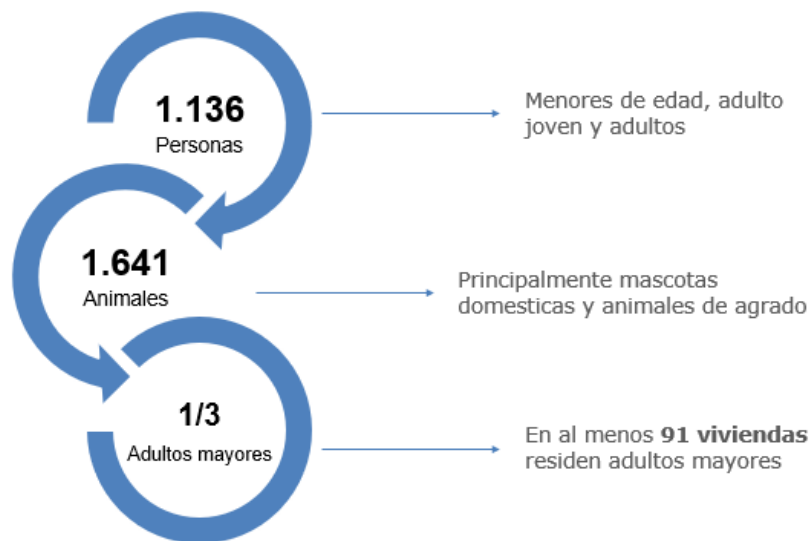 1.136
Personas
Menores de edad, adulto
joven y adultos
1.641
Animales
Principalmente mascotas
domesticas y animales de agrado
1/3
Adultos mayores
En al menos 91 viviendas
residen adultos mayores